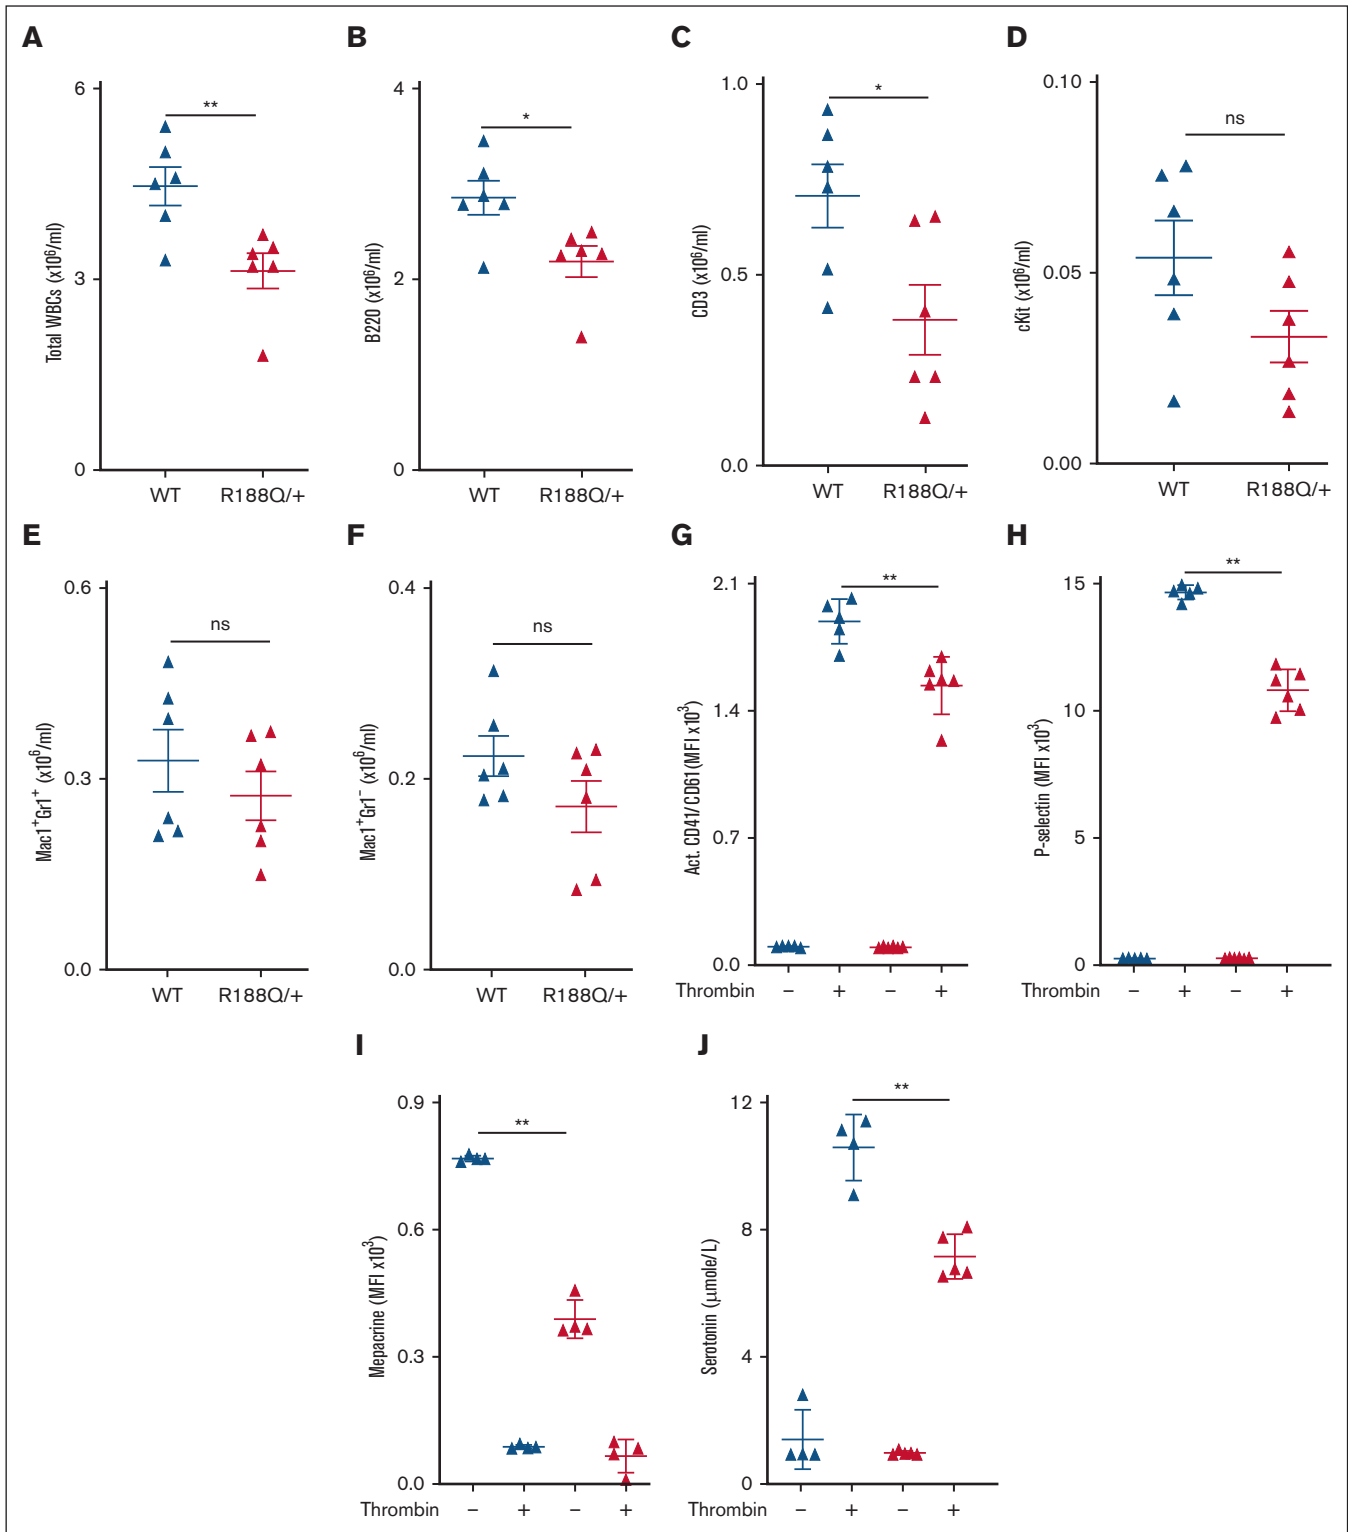 A
Total WBCs (x10⁶/ml)
6
3
0
**
WT
R188Q/+
B
B220 (x10⁶/ml)
4
2
0
*
WT
R188Q/+
C
CD3 (x10⁶/ml)
1.0
0.5
0.0
*
WT
R188Q/+
D
cKit (x10⁶/ml)
0.10
0.05
0.00
ns
WT
R188Q/+
E
Mac1⁺Gr1⁺ (x10⁶/ml)
0.6
0.3
0.0
ns
WT
R188Q/+
F
Mac1⁺Gr1⁻ (x10⁶/ml)
0.4
0.2
0.0
ns
WT
R188Q/+
G
Act. CD41/CD61(MFI x10³)
2.1
1.4
0.7
0.0
**
Thrombin − + − +
H
P-selectin (MFI x10³)
15
10
5
0
**
Thrombin − + − +
I
Mepacrine (MFI x10³)
0.9
0.6
0.3
0.0
**
Thrombin − + − +
J
Serotonin (μmole/L)
12
8
4
0
**
Thrombin − + − +